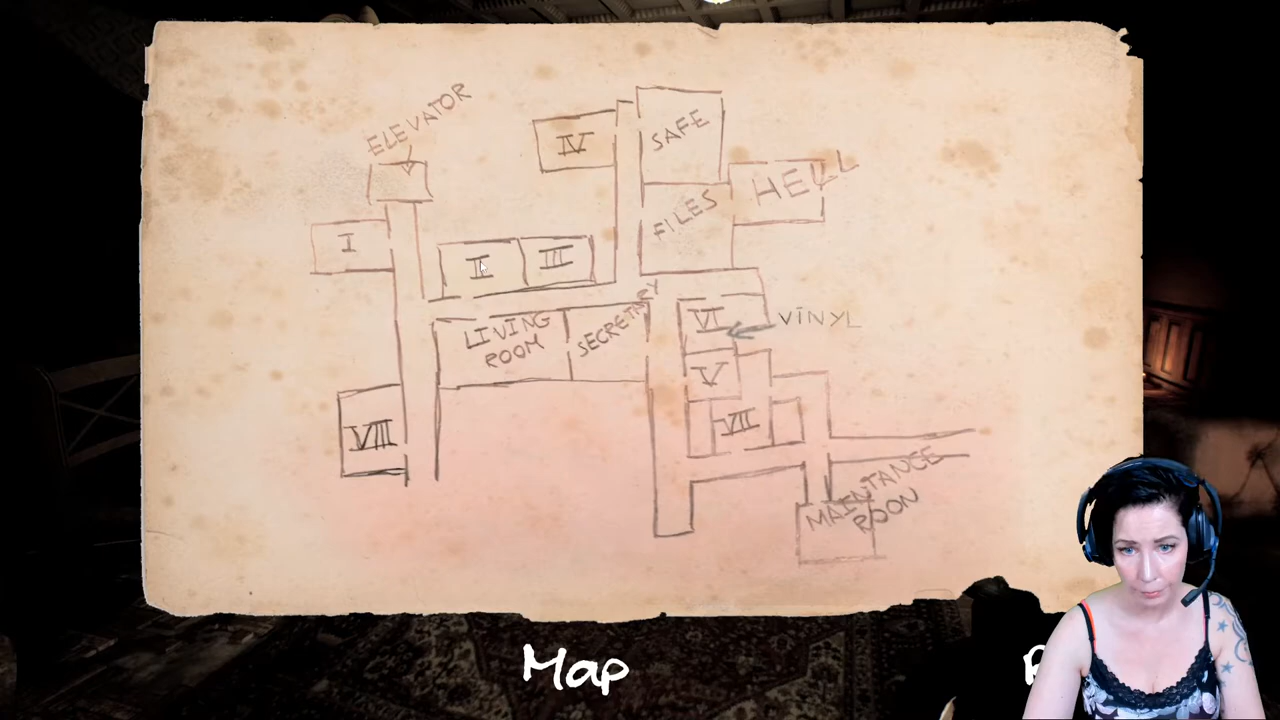 ELEVATOR
IV
SAFE
HELL
FILES
I
II
III
LIVING
ROOM
SECRETARY
VI
VINYL
V
VII
VIII
MAINTANCE
ROOM
Map